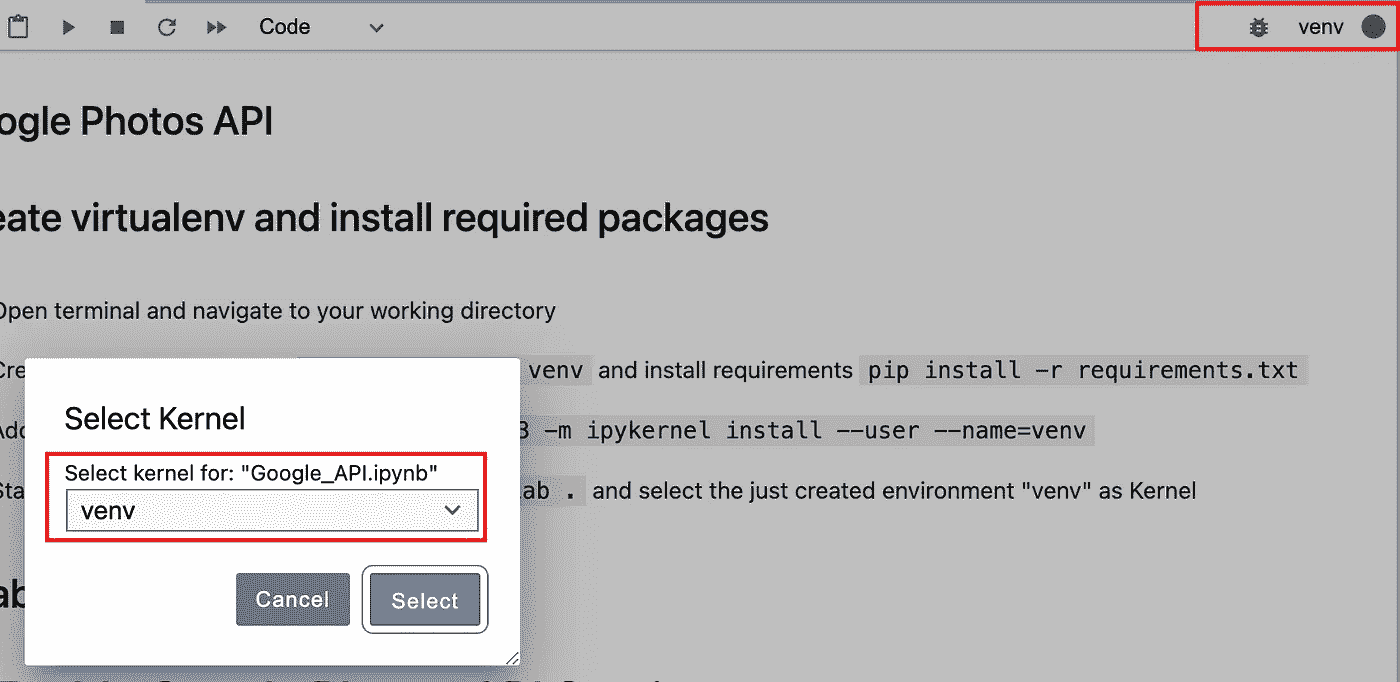 Code
venv
ogle Photos API
eate virtualenv and install required packages
Open terminal and navigate to your working directory
Cre venv and install requirements pip install -r requirements.txt
Select Kernel
Add 3 -m ipykernel install --user --name=venv
Select kernel for: "Google_API.ipynb"
Sta ab . and select the just created environment "venv" as Kernel
venv
ab
Cancel
Select